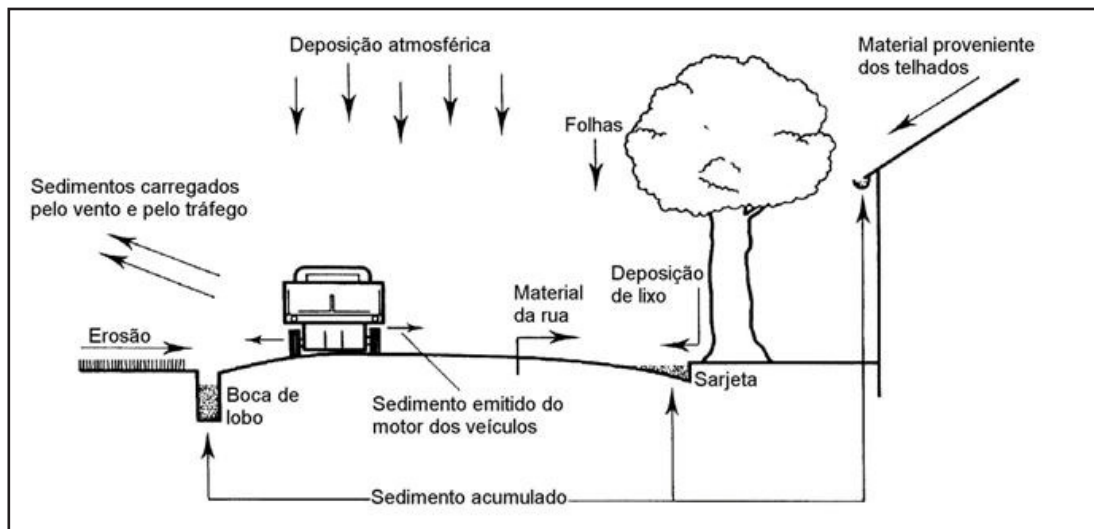 Deposição atmosférica
Material proveniente
dos telhados
Folhas
Sedimentos carregados
pelo vento e pelo tráfego
Deposição
de lixo
Material
da rua
Erosão
Boca de
lobo
Sedimento emitido do
motor dos veículos
Sarjeta
Sedimento acumulado